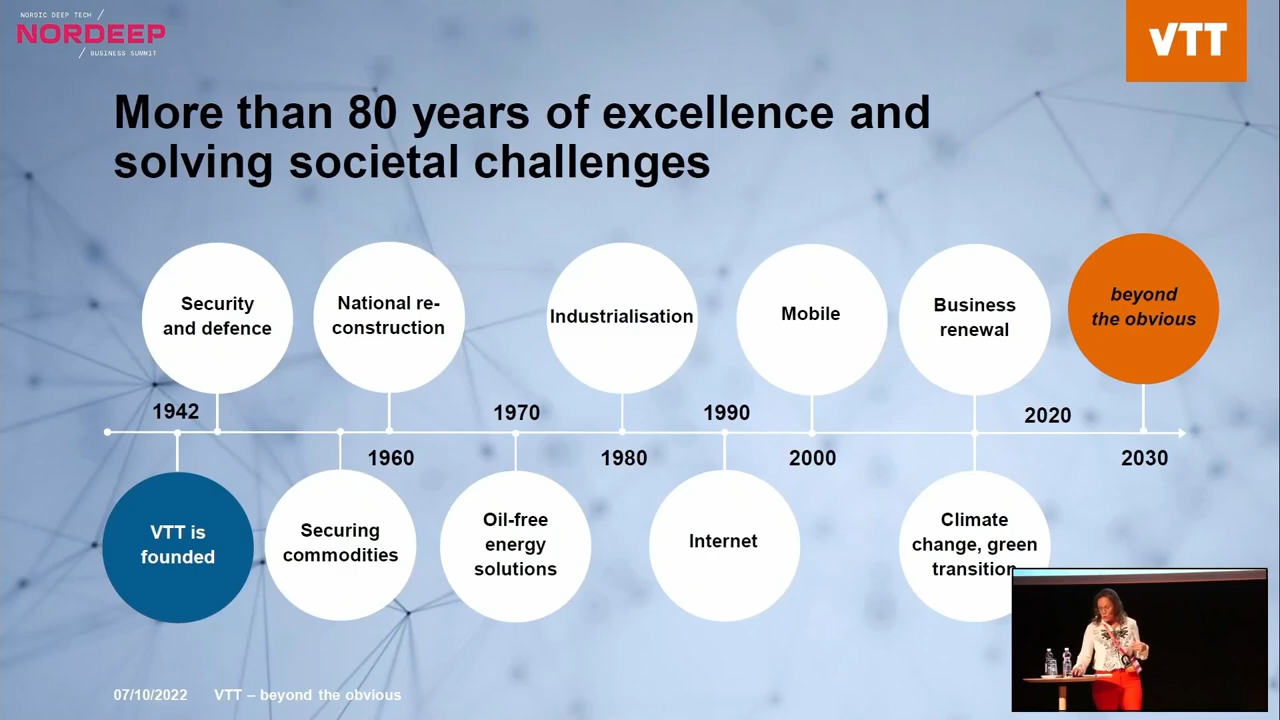 NORDIC DEEP TECH /
NORDEEP
/ BUSINESS SUMMIT
VTT
More than 80 years of excellence and
solving societal challenges
Security
and defence
National re-
construction
Industrialisation
Mobile
Business
renewal
beyond
the obvious
1942
1970
1990
2020
1960
1980
2000
2030
VTT is
founded
Securing
commodities
Oil-free
energy
solutions
Internet
Climate
change, green
transition
07/10/2022 VTT – beyond the obvious